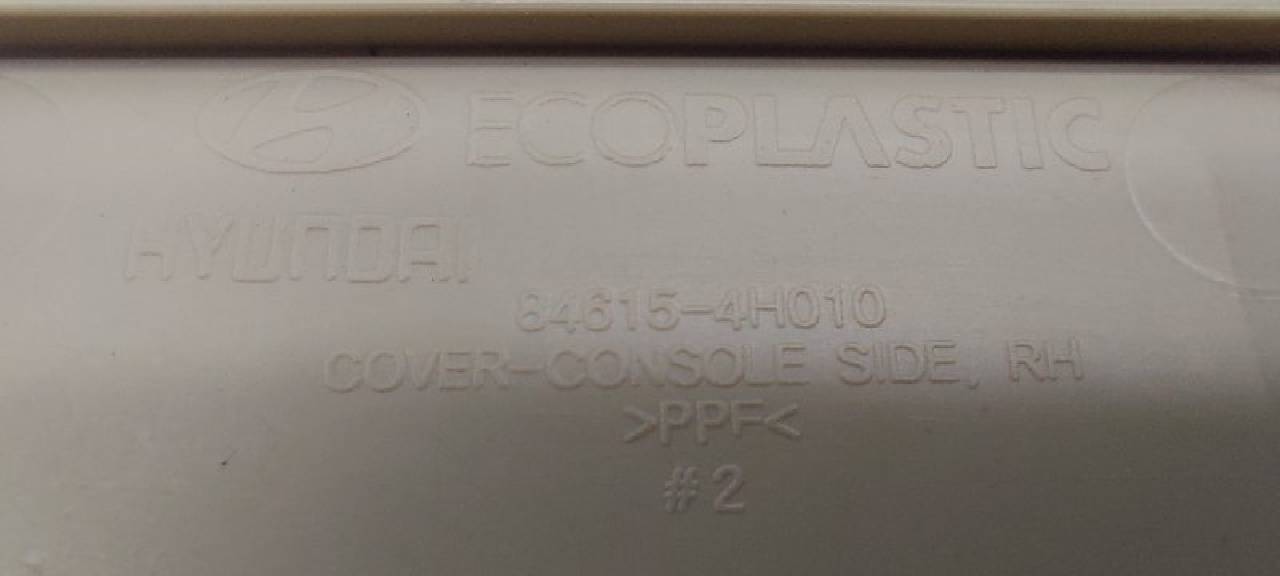 ECOPLASTIC
HYUNDAI
84615-4H010
COVER-CONSOLE SIDE, RH
>PPF<
#2